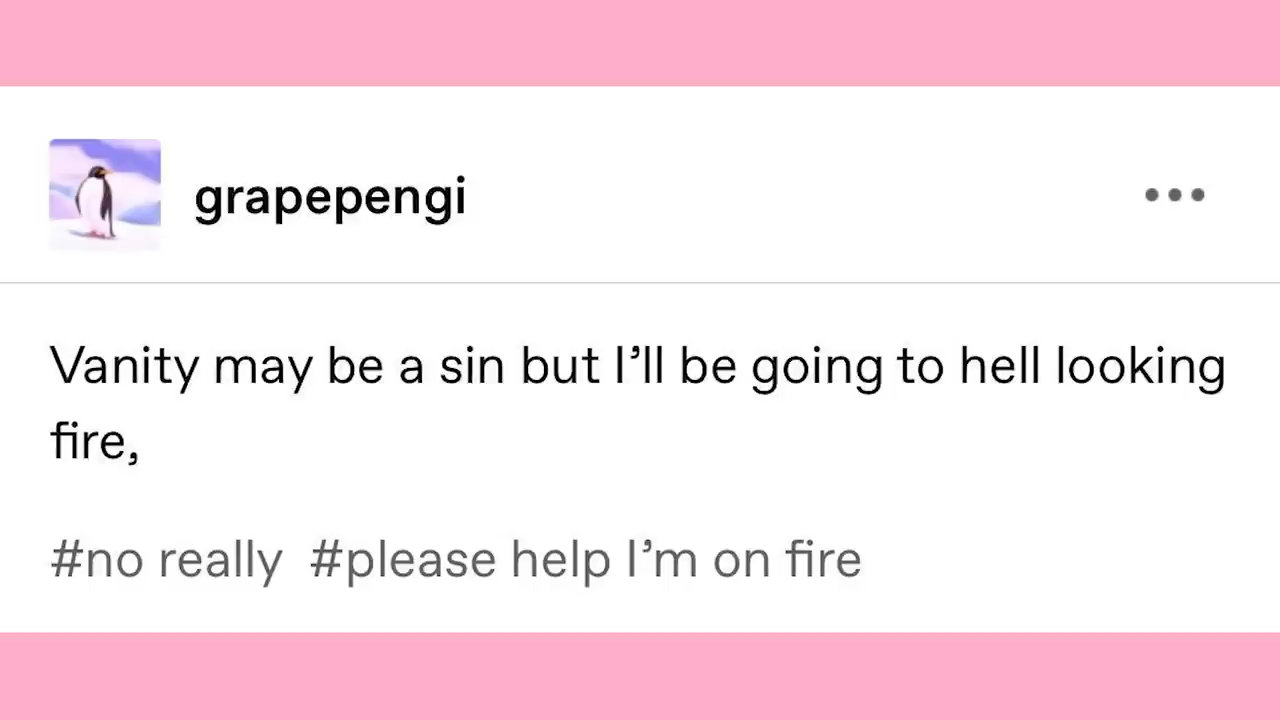 grapepengi
Vanity may be a sin but I’ll be going to hell looking
fire,
#no really #please help I’m on fire